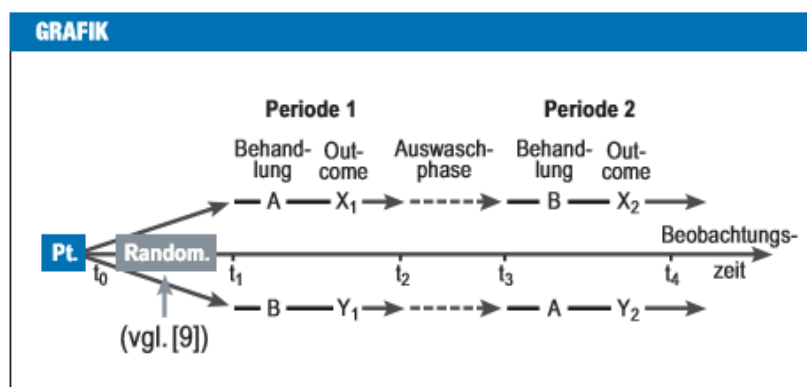 GRAFIK
Periode 1 Periode 2
Behand- Out- Auswasch- Behand- Out-
lung come phase lung come
A X1 B X2
Beobachtungs-
Pt. Random.
t0 t1 t2 t3 t4 zeit
B Y1 A Y2
(vgl. [9])